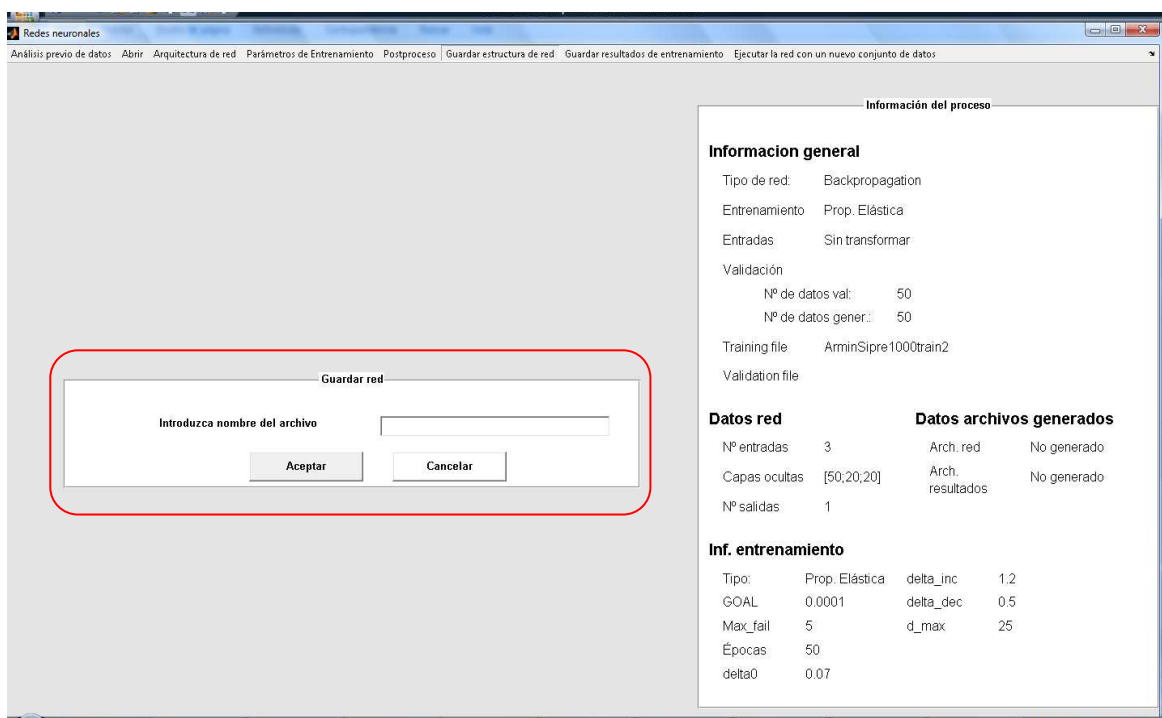 Redes neuronales
Análisis previo de datos Abrir Arquitectura de red Parámetros de Entrenamiento Postproceso Guardar estructura de red Guardar resultados de entrenamiento Ejecutar la red con un nuevo conjunto de datos
Información del proceso
Informacion general
Tipo de red: Backpropagation
Entrenamiento Prop. Elástica
Entradas Sin transformar
Validación
Nº de datos val: 50
Nº de datos gener.: 50
Training file ArminSipre1000train2
Validation file
Guardar red
Introduzca nombre del archivo
Aceptar Cancelar
Datos red Datos archivos generados
Nº entradas 3 Arch. red No generado
Capas ocultas [50;20;20] Arch. resultados No generado
Nº salidas 1
Inf. entrenamiento
Tipo: Prop. Elástica delta_inc 1.2
GOAL 0.0001 delta_dec 0.5
Max_fail 5 d_max 25
Épocas 50
delta0 0.07